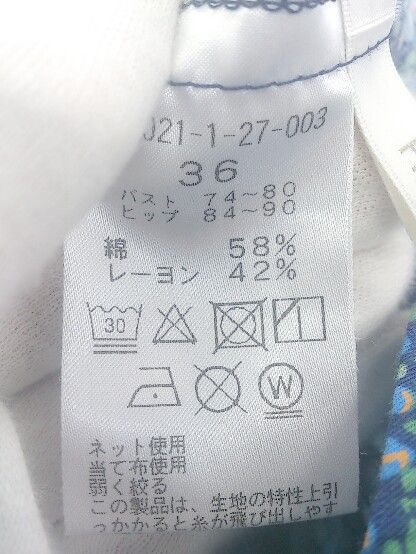 J21-1-27-003
36
バスト 74～80
ヒップ 84～90
綿 58%
レーヨン 42%
30
W
ネット使用
当て布使用
弱く絞る
この製品は、生地の特性上引
っかかると糸が飛び出しやす